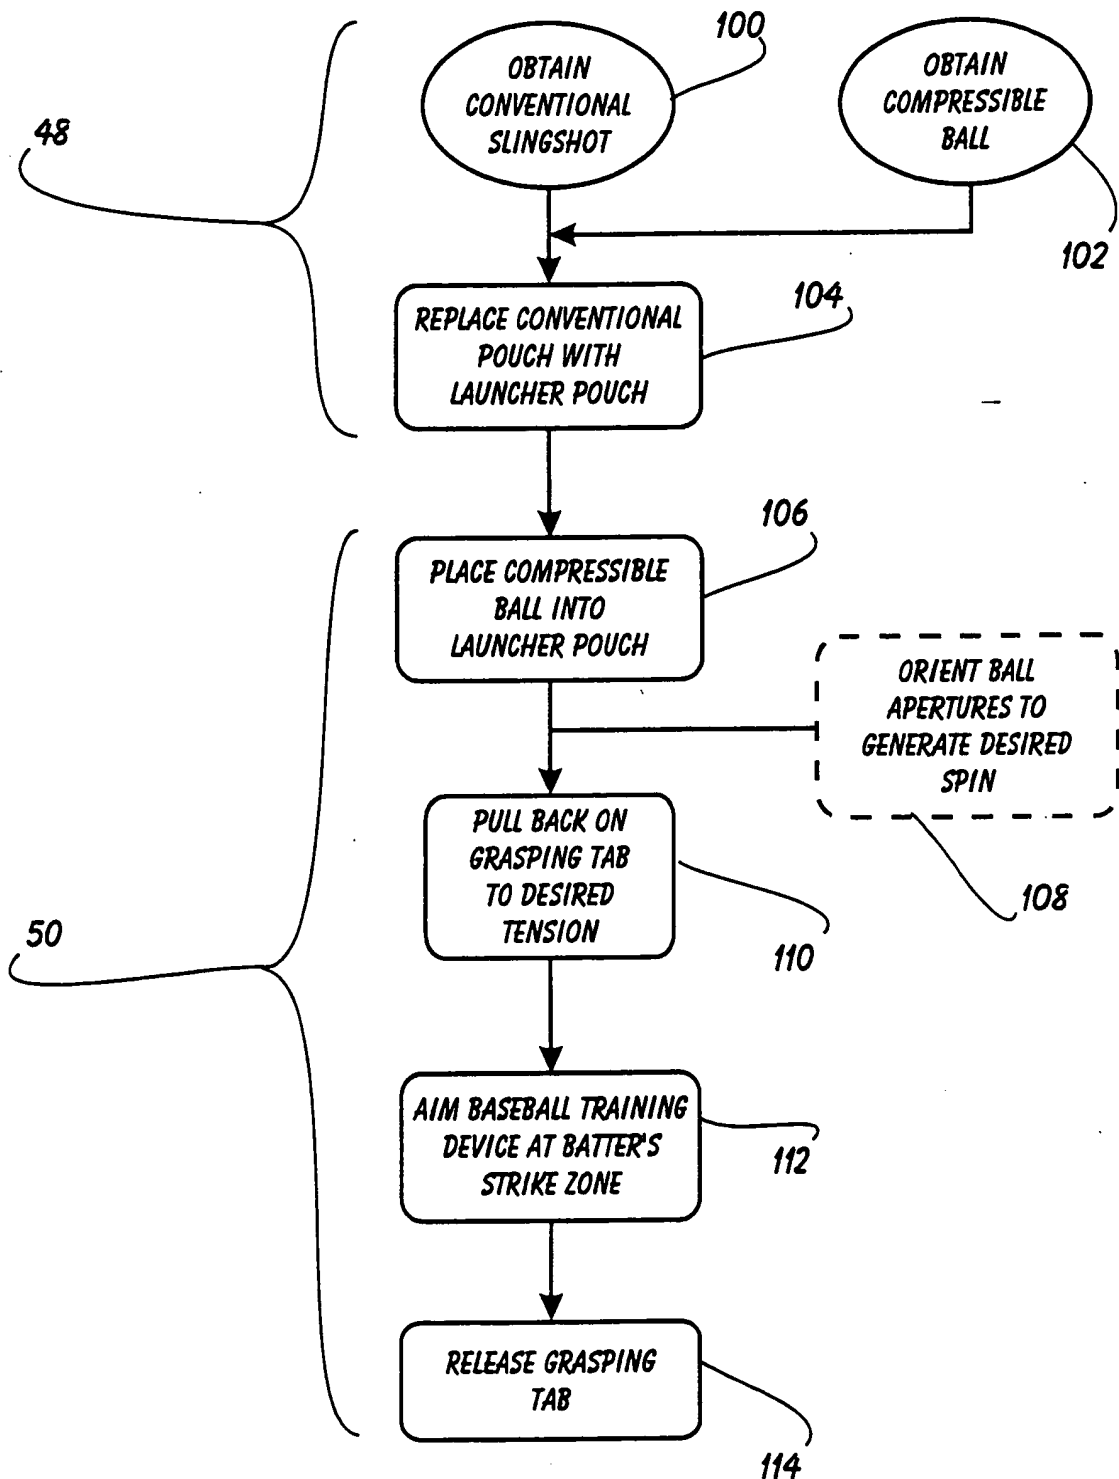 100
OBTAIN
CONVENTIONAL
SLINGSHOT
OBTAIN
COMPRESSIBLE
BALL
48
102
104
REPLACE CONVENTIONAL
POUCH WITH
LAUNCHER POUCH
106
PLACE COMPRESSIBLE
BALL INTO
LAUNCHER POUCH
ORIENT BALL
APERTURES TO
GENERATE DESIRED
SPIN
108
PULL BACK ON
GRASPING TAB
TO DESIRED
TENSION
110
50
AIM BASEBALL TRAINING
DEVICE AT BATTER'S
STRIKE ZONE
112
RELEASE GRASPING
TAB
114